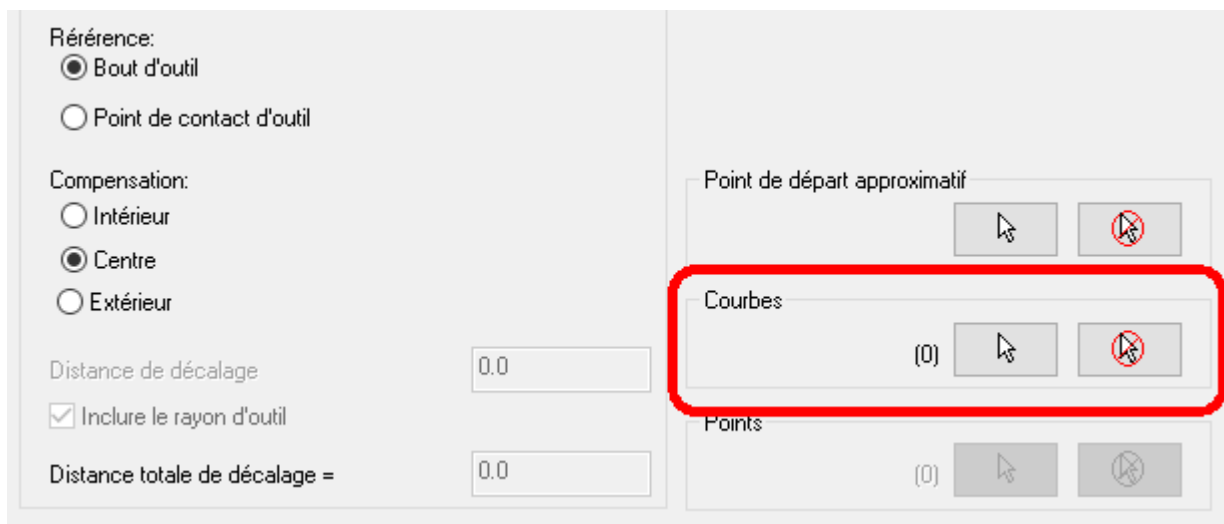 Rérérence:
Bout d'outil
Point de contact d'outil
Compensation:
Intérieur
Centre
Extérieur
Distance de décalage 0.0
Inclure le rayon d'outil
Distance totale de décalage = 0.0
Point de départ approximatif
Courbes
(0)
Points
(0)